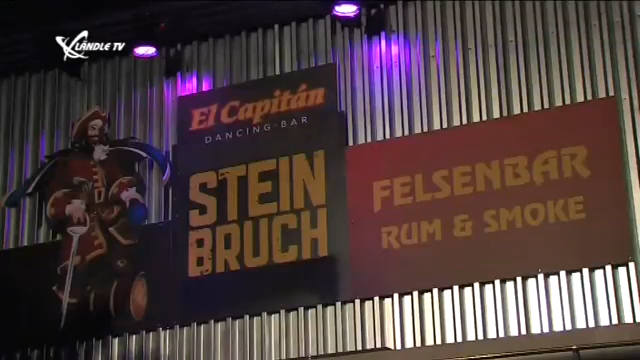 LÄNDLE TV
El Capitán
DANCING-BAR
STEIN
BRUCH
FELSENBAR
RUM & SMOKE